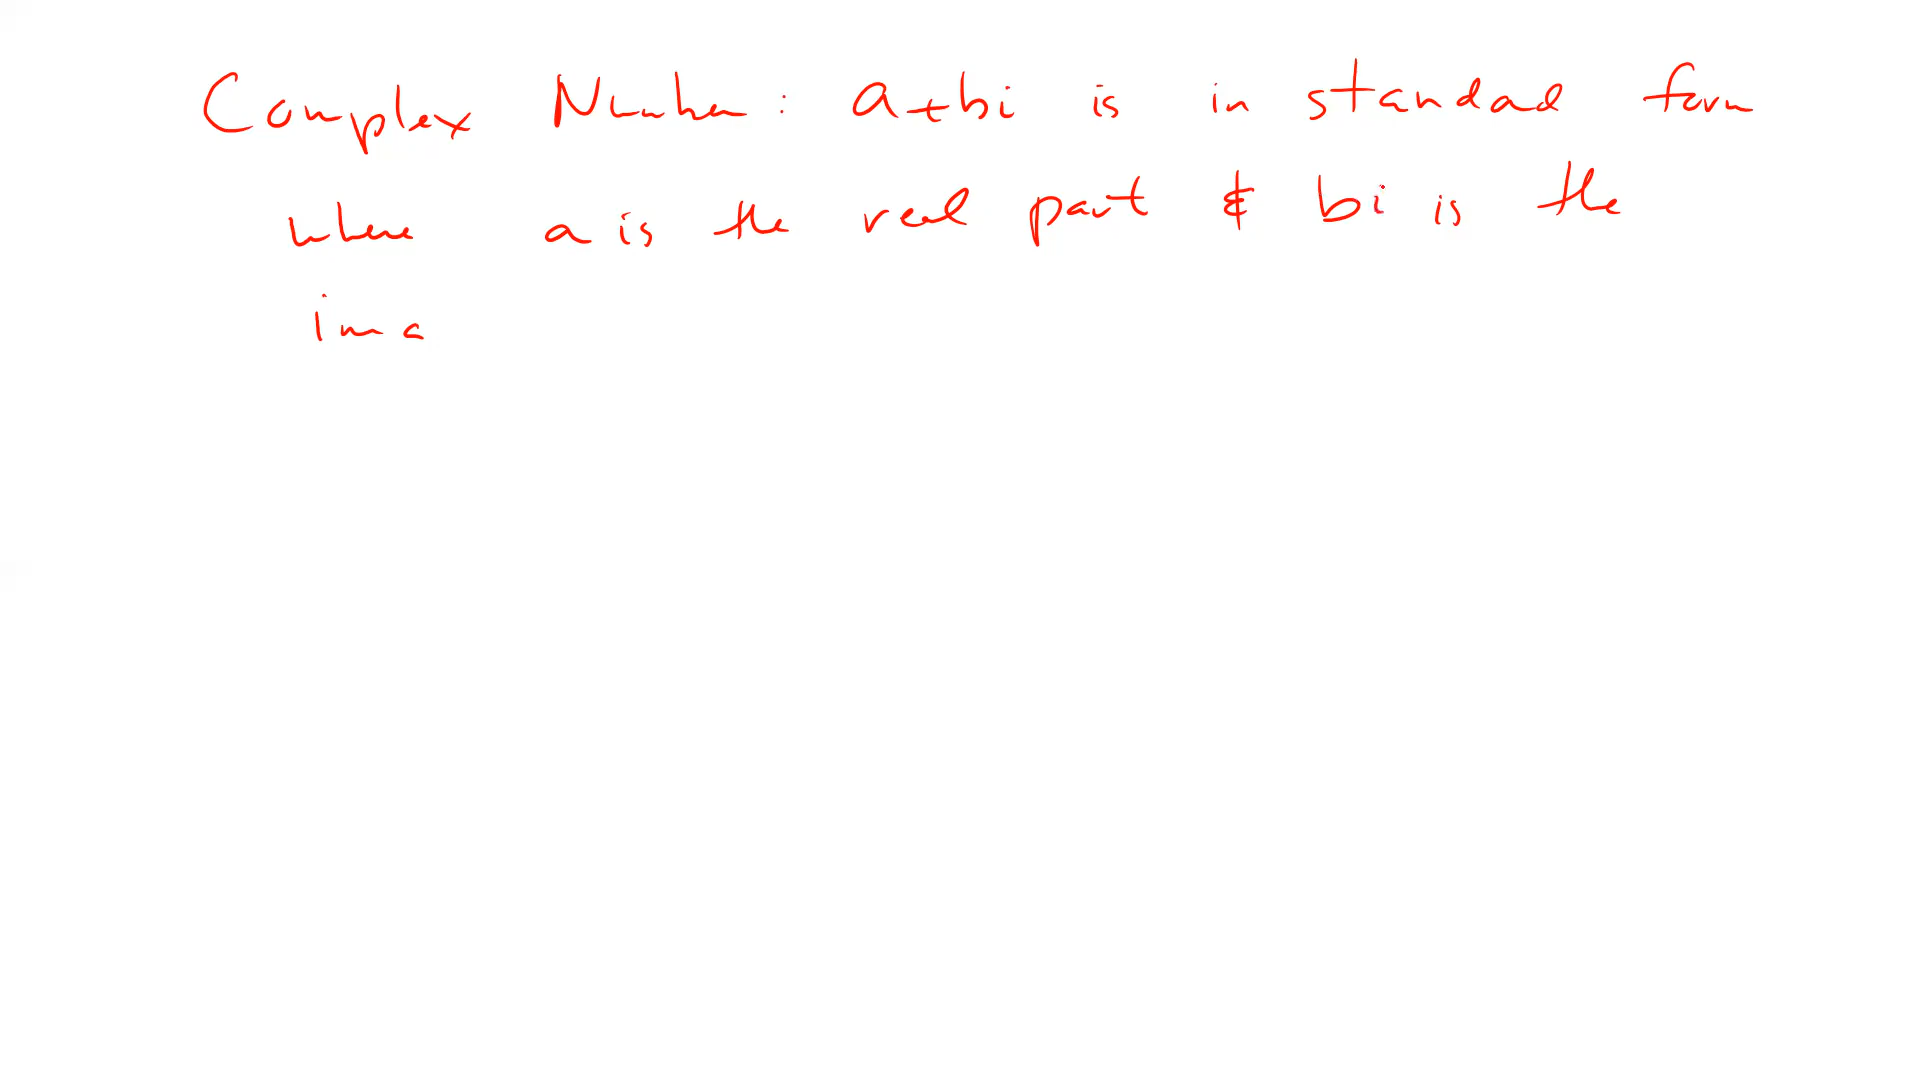 Complex Number: a+bi is in standard form
where a is the real part & bi is the
ima